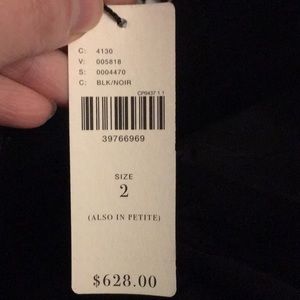 C: 4130
V: 005818
S: 0004470
C: BLK/NOIR
CP0437 1 1
39766969
SIZE
2
(ALSO IN PETITE)
$628.00